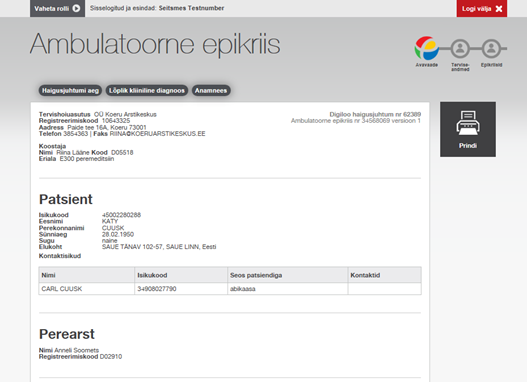 Vaheta rolli
Sisselogitud ja esindad: Seitsmes Testnumber
Logi välja
Ambulatoorne epikriis
Avavaade
Tervise-
andmed
Epikriisid
Haigusjuhtumi aeg
Lõplik kliiniline diagnoos
Anamnees
Tervishoiuasutus OÜ Koeru Arstikeskus
Registreerimiskood 10643325
Aadress Paide tee 16A, Koeru 73001
Telefon 3854363 | Faks RIINA@KOERUARSTIKESKUS.EE
Digiloo haigusjuhtum nr 62389
Ambulatoorne epikriis nr 34568069 versioon 1
Koostaja
Nimi Riina Lääne Kood D05518
Eriala E300 peremeditsiin
Prindi
Patsient
Isikukood 45002280288
Eesnimi KATY
Perekonnanimi CUUSK
Sünniaeg 28.02.1950
Sugu naine
Elukoht SAUE TÄNAV 102-57, SAUE LINN, Eesti
Kontaktisikud
Nimi Isikukood Seos patsiendiga Kontaktid
CARL CUUSK 34908027790 abikaasa
Perearst
Nimi Anneli Soomets
Registreerimiskood D02910